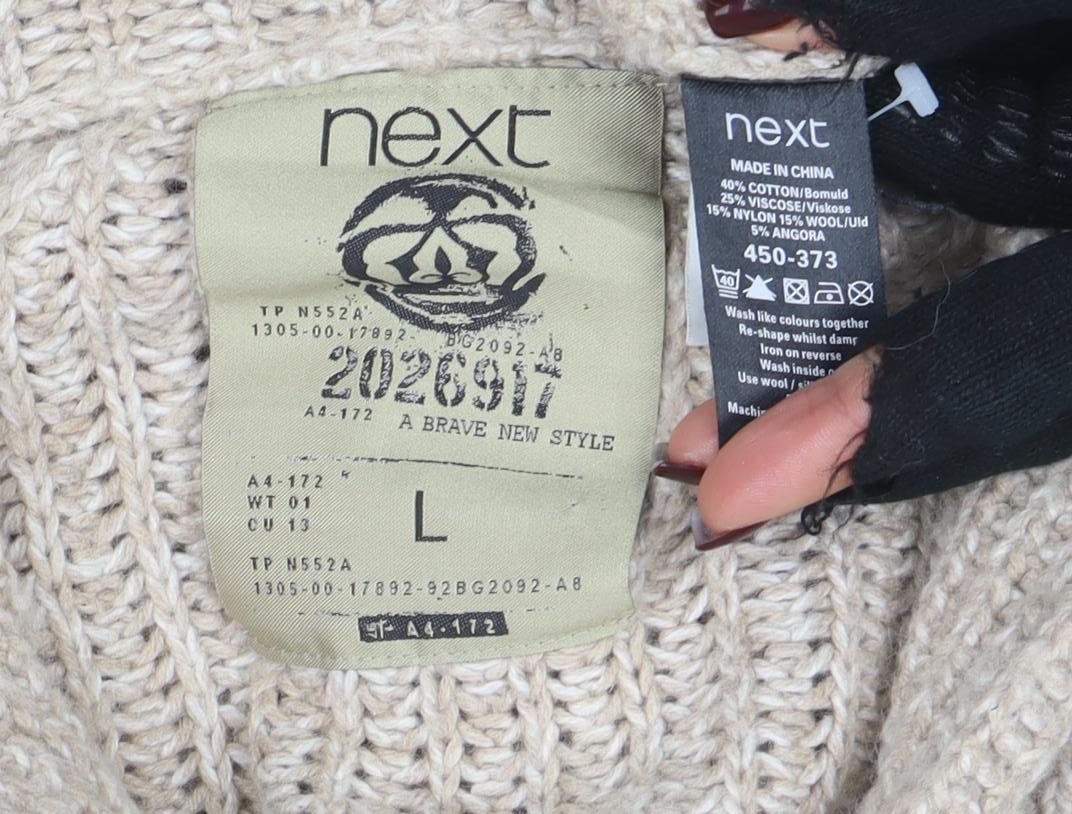 next
TP N552A
1305-00-17892- BG2092-A8
2026917
A4-172 A BRAVE NEW STYLE
A4-172
WT 01
CU 13
L
TP N552A
1305-00-17892-92BG2092-A8
A4-172
next
MADE IN CHINA
40% COTTON/Bomuld
25% VISCOSE/Viskose
15% NYLON 15% WOOL/Uld
5% ANGORA
450-373
40
Wash like colours together
Re-shape whilst damp
Iron on reverse
Wash inside
Use wool /